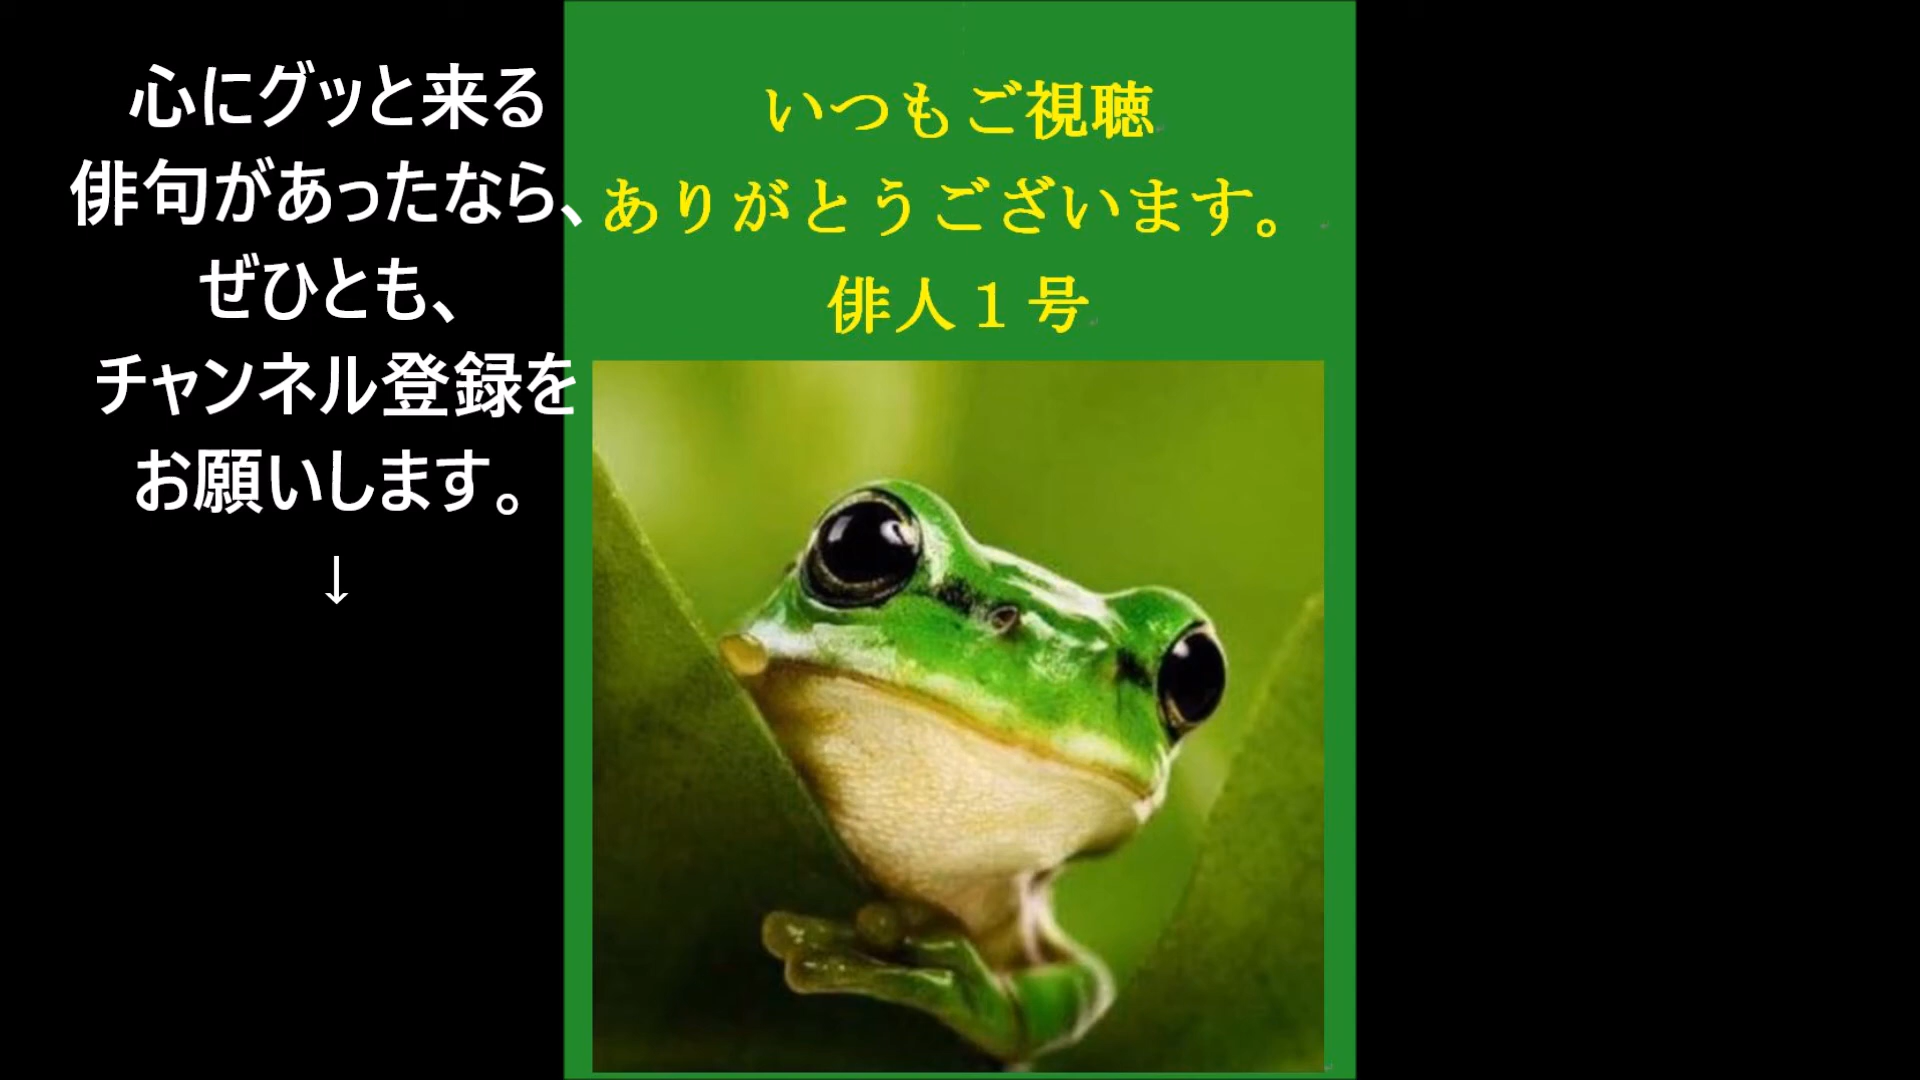 心にグッと来る
俳句があったなら、
ぜひとも、
チャンネル登録を
お願いします。
↓
いつもご視聴
ありがとうございます。
俳人１号